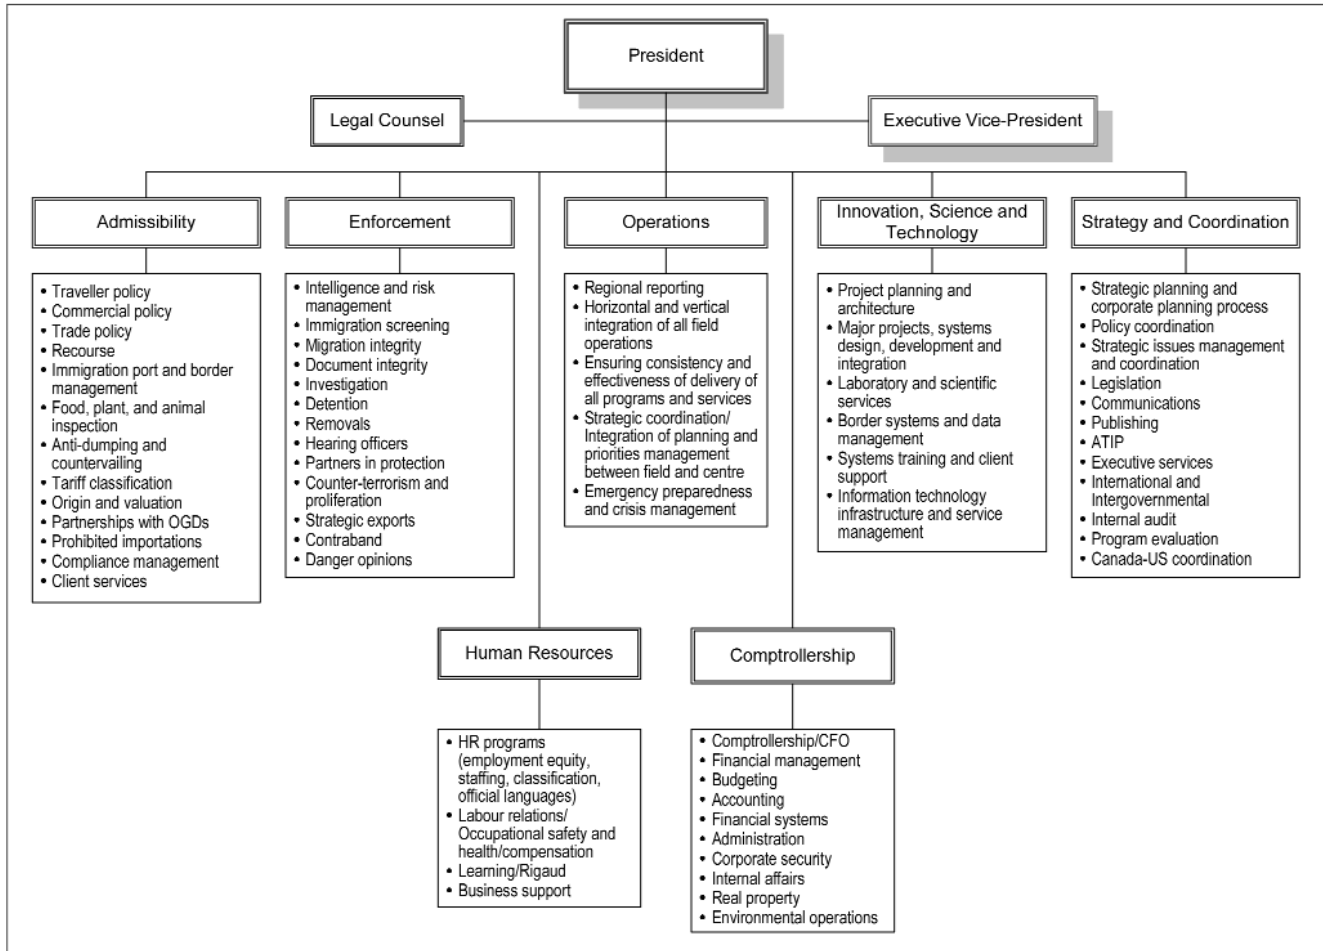 President
Legal Counsel
Executive Vice-President
Admissibility
• Traveller policy
• Commercial policy
• Trade policy
• Recourse
• Immigration port and border
management
• Food, plant, and animal
inspection
• Anti-dumping and
countervailing
• Tariff classification
• Origin and valuation
• Partnerships with OGDs
• Prohibited importations
• Compliance management
• Client services
Enforcement
• Intelligence and risk
management
• Immigration screening
• Migration integrity
• Document integrity
• Investigation
• Detention
• Removals
• Hearing officers
• Partners in protection
• Counter-terrorism and
proliferation
• Strategic exports
• Contraband
• Danger opinions
Operations
• Regional reporting
• Horizontal and vertical
integration of all field
operations
• Ensuring consistency and
effectiveness of delivery of
all programs and services
• Strategic coordination/
Integration of planning and
priorities management
between field and centre
• Emergency preparedness
and crisis management
Innovation, Science and
Technology
• Project planning and
architecture
• Major projects, systems
design, development and
integration
• Laboratory and scientific
services
• Border systems and data
management
• Systems training and client
support
• Information technology
infrastructure and service
management
Strategy and Coordination
• Strategic planning and
corporate planning process
• Policy coordination
• Strategic issues management
and coordination
• Legislation
• Communications
• Publishing
• ATIP
• Executive services
• International and
Intergovernmental
• Internal audit
• Program evaluation
• Canada-US coordination
Human Resources
• HR programs
(employment equity,
staffing, classification,
official languages)
• Labour relations/
Occupational safety and
health/compensation
• Learning/Rigaud
• Business support
Comptrollership
• Comptrollership/CFO
• Financial management
• Budgeting
• Accounting
• Financial systems
• Administration
• Corporate security
• Internal affairs
• Real property
• Environmental operations